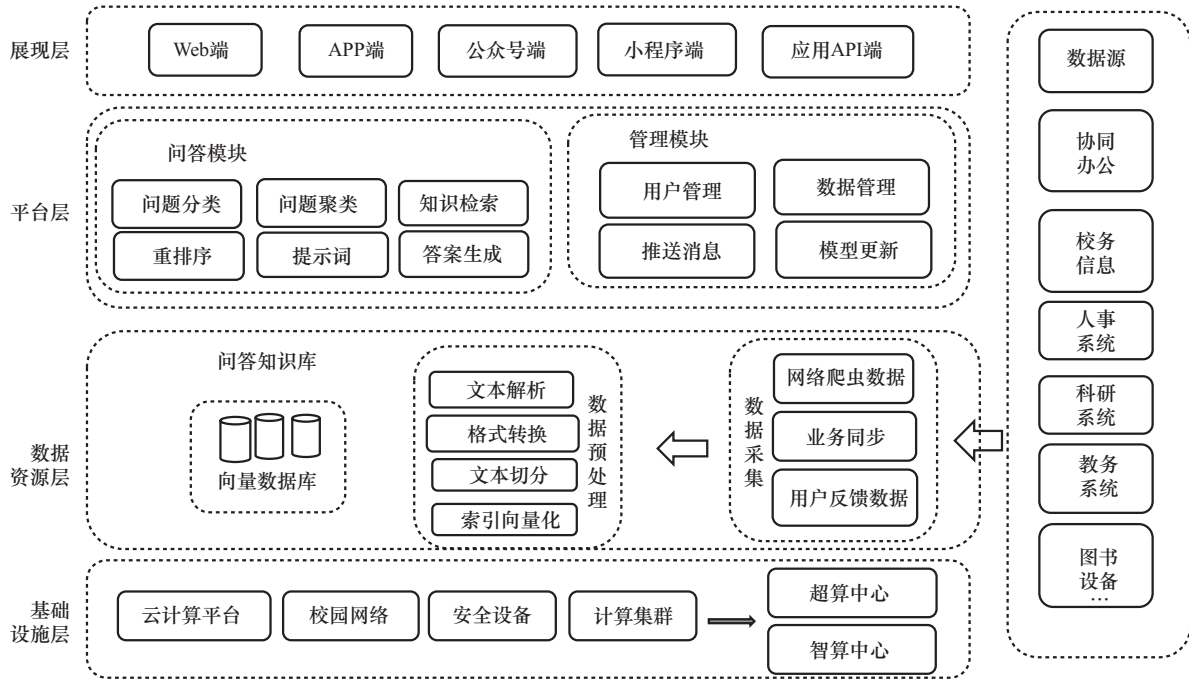 展现层
Web端
APP端
公众号端
小程序端
应用API端
平台层
问答模块
问题分类
问题聚类
知识检索
重排序
提示词
答案生成
管理模块
用户管理
数据管理
推送消息
模型更新
数据
资源层
问答知识库
向量数据库
文本解析
格式转换
文本切分
索引向量化
数据预处理
网络爬虫数据
业务同步
用户反馈数据
数据采集
基础
设施层
云计算平台
校园网络
安全设备
计算集群
超算中心
智算中心
数据源
协同
办公
校务
信息
人事
系统
科研
系统
教务
系统
图书
设备
…